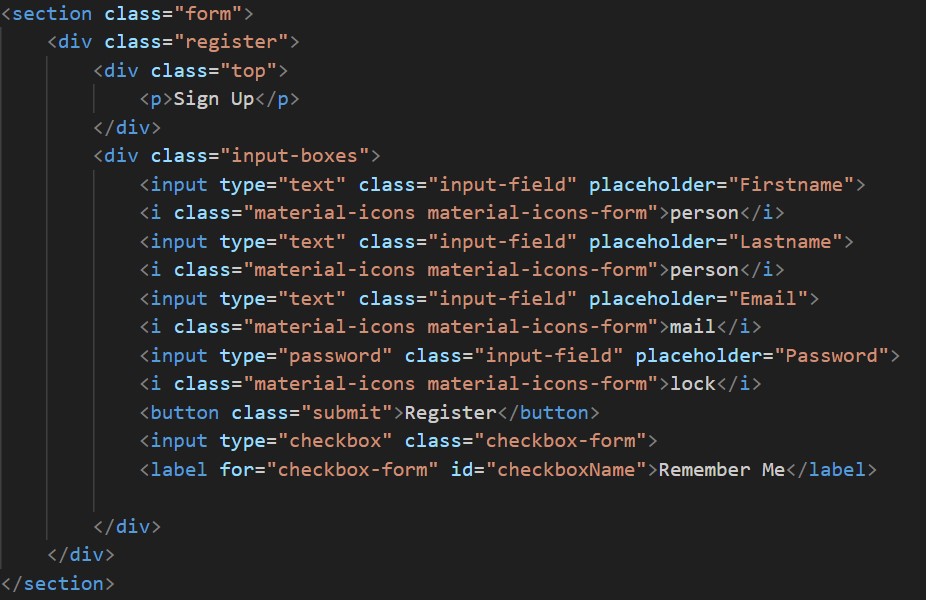 <section class="form">
<div class="register">
<div class="top">
<p>Sign Up</p>
</div>
<div class="input-boxes">
<input type="text" class="input-field" placeholder="Firstname">
<i class="material-icons material-icons-form">person</i>
<input type="text" class="input-field" placeholder="Lastname">
<i class="material-icons material-icons-form">person</i>
<input type="text" class="input-field" placeholder="Email">
<i class="material-icons material-icons-form">mail</i>
<input type="password" class="input-field" placeholder="Password">
<i class="material-icons material-icons-form">lock</i>
<button class="submit">Register</button>
<input type="checkbox" class="checkbox-form">
<label for="checkbox-form" id="checkboxName">Remember Me</label>
</div>
</div>
</section>